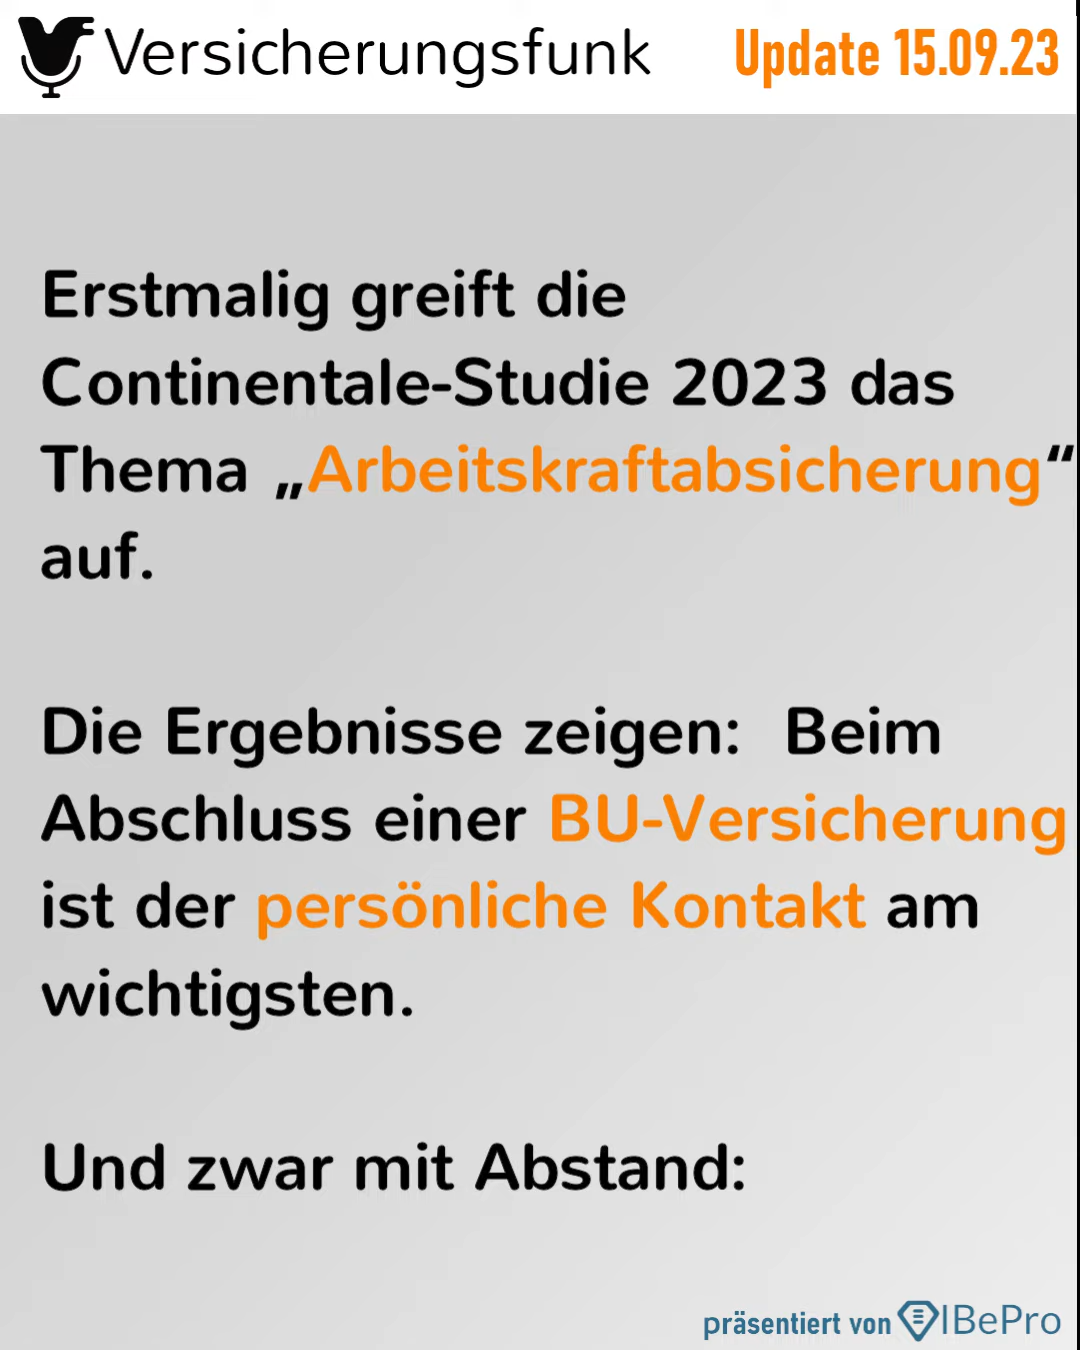 Versicherungsfunk
Update 15.09.23
Erstmalig greift die
Continentale-Studie 2023 das
Thema „Arbeitskraftabsicherung“
auf.
Die Ergebnisse zeigen: Beim
Abschluss einer BU-Versicherung
ist der persönliche Kontakt am
wichtigsten.
Und zwar mit Abstand:
präsentiert von IBePro